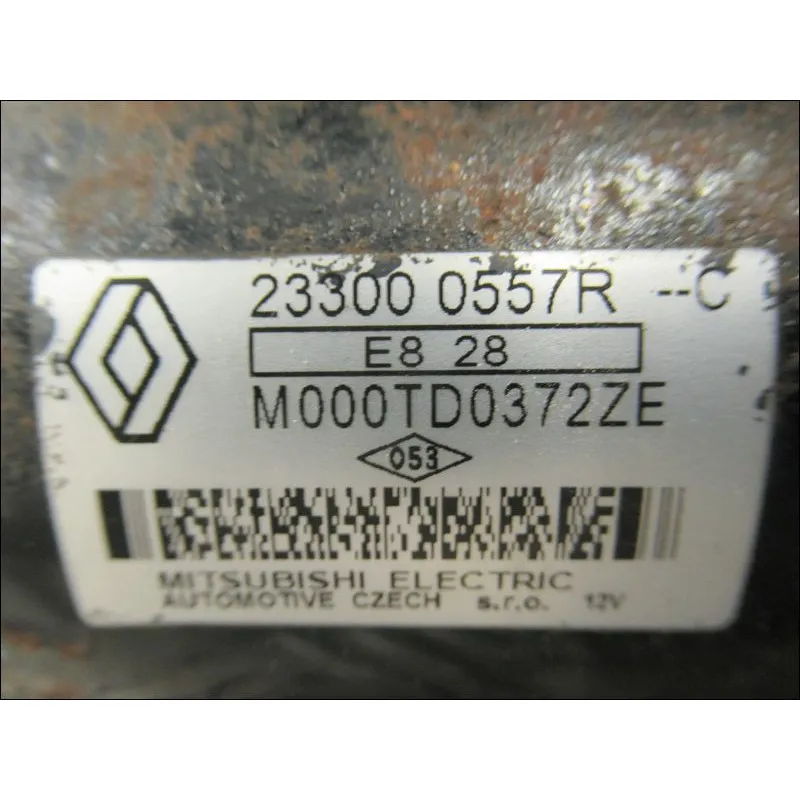 23300 0557R --C
E8 28
M000TD0372ZE
053
MITSUBISHI ELECTRIC
AUTOMOTIVE CZECH s.r.o. 12V